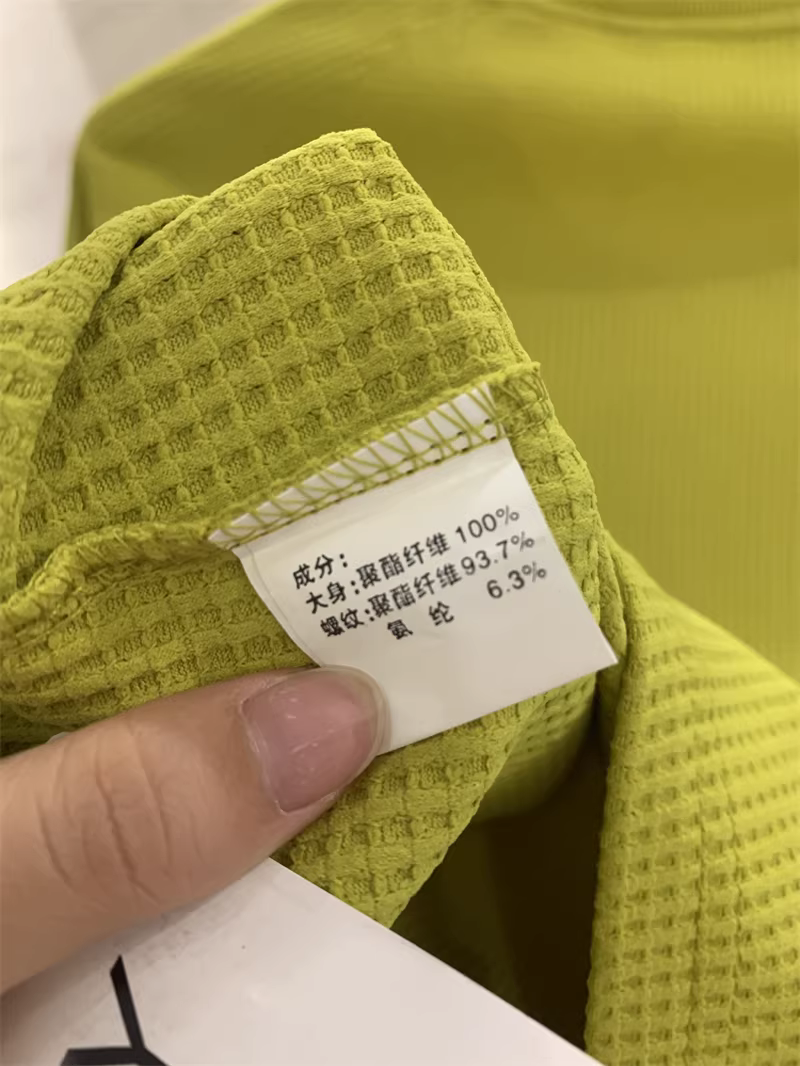 成分：
大身：聚酯纤维 100%
螺纹：聚酯纤维 93.7%
氨 纶 6.3%